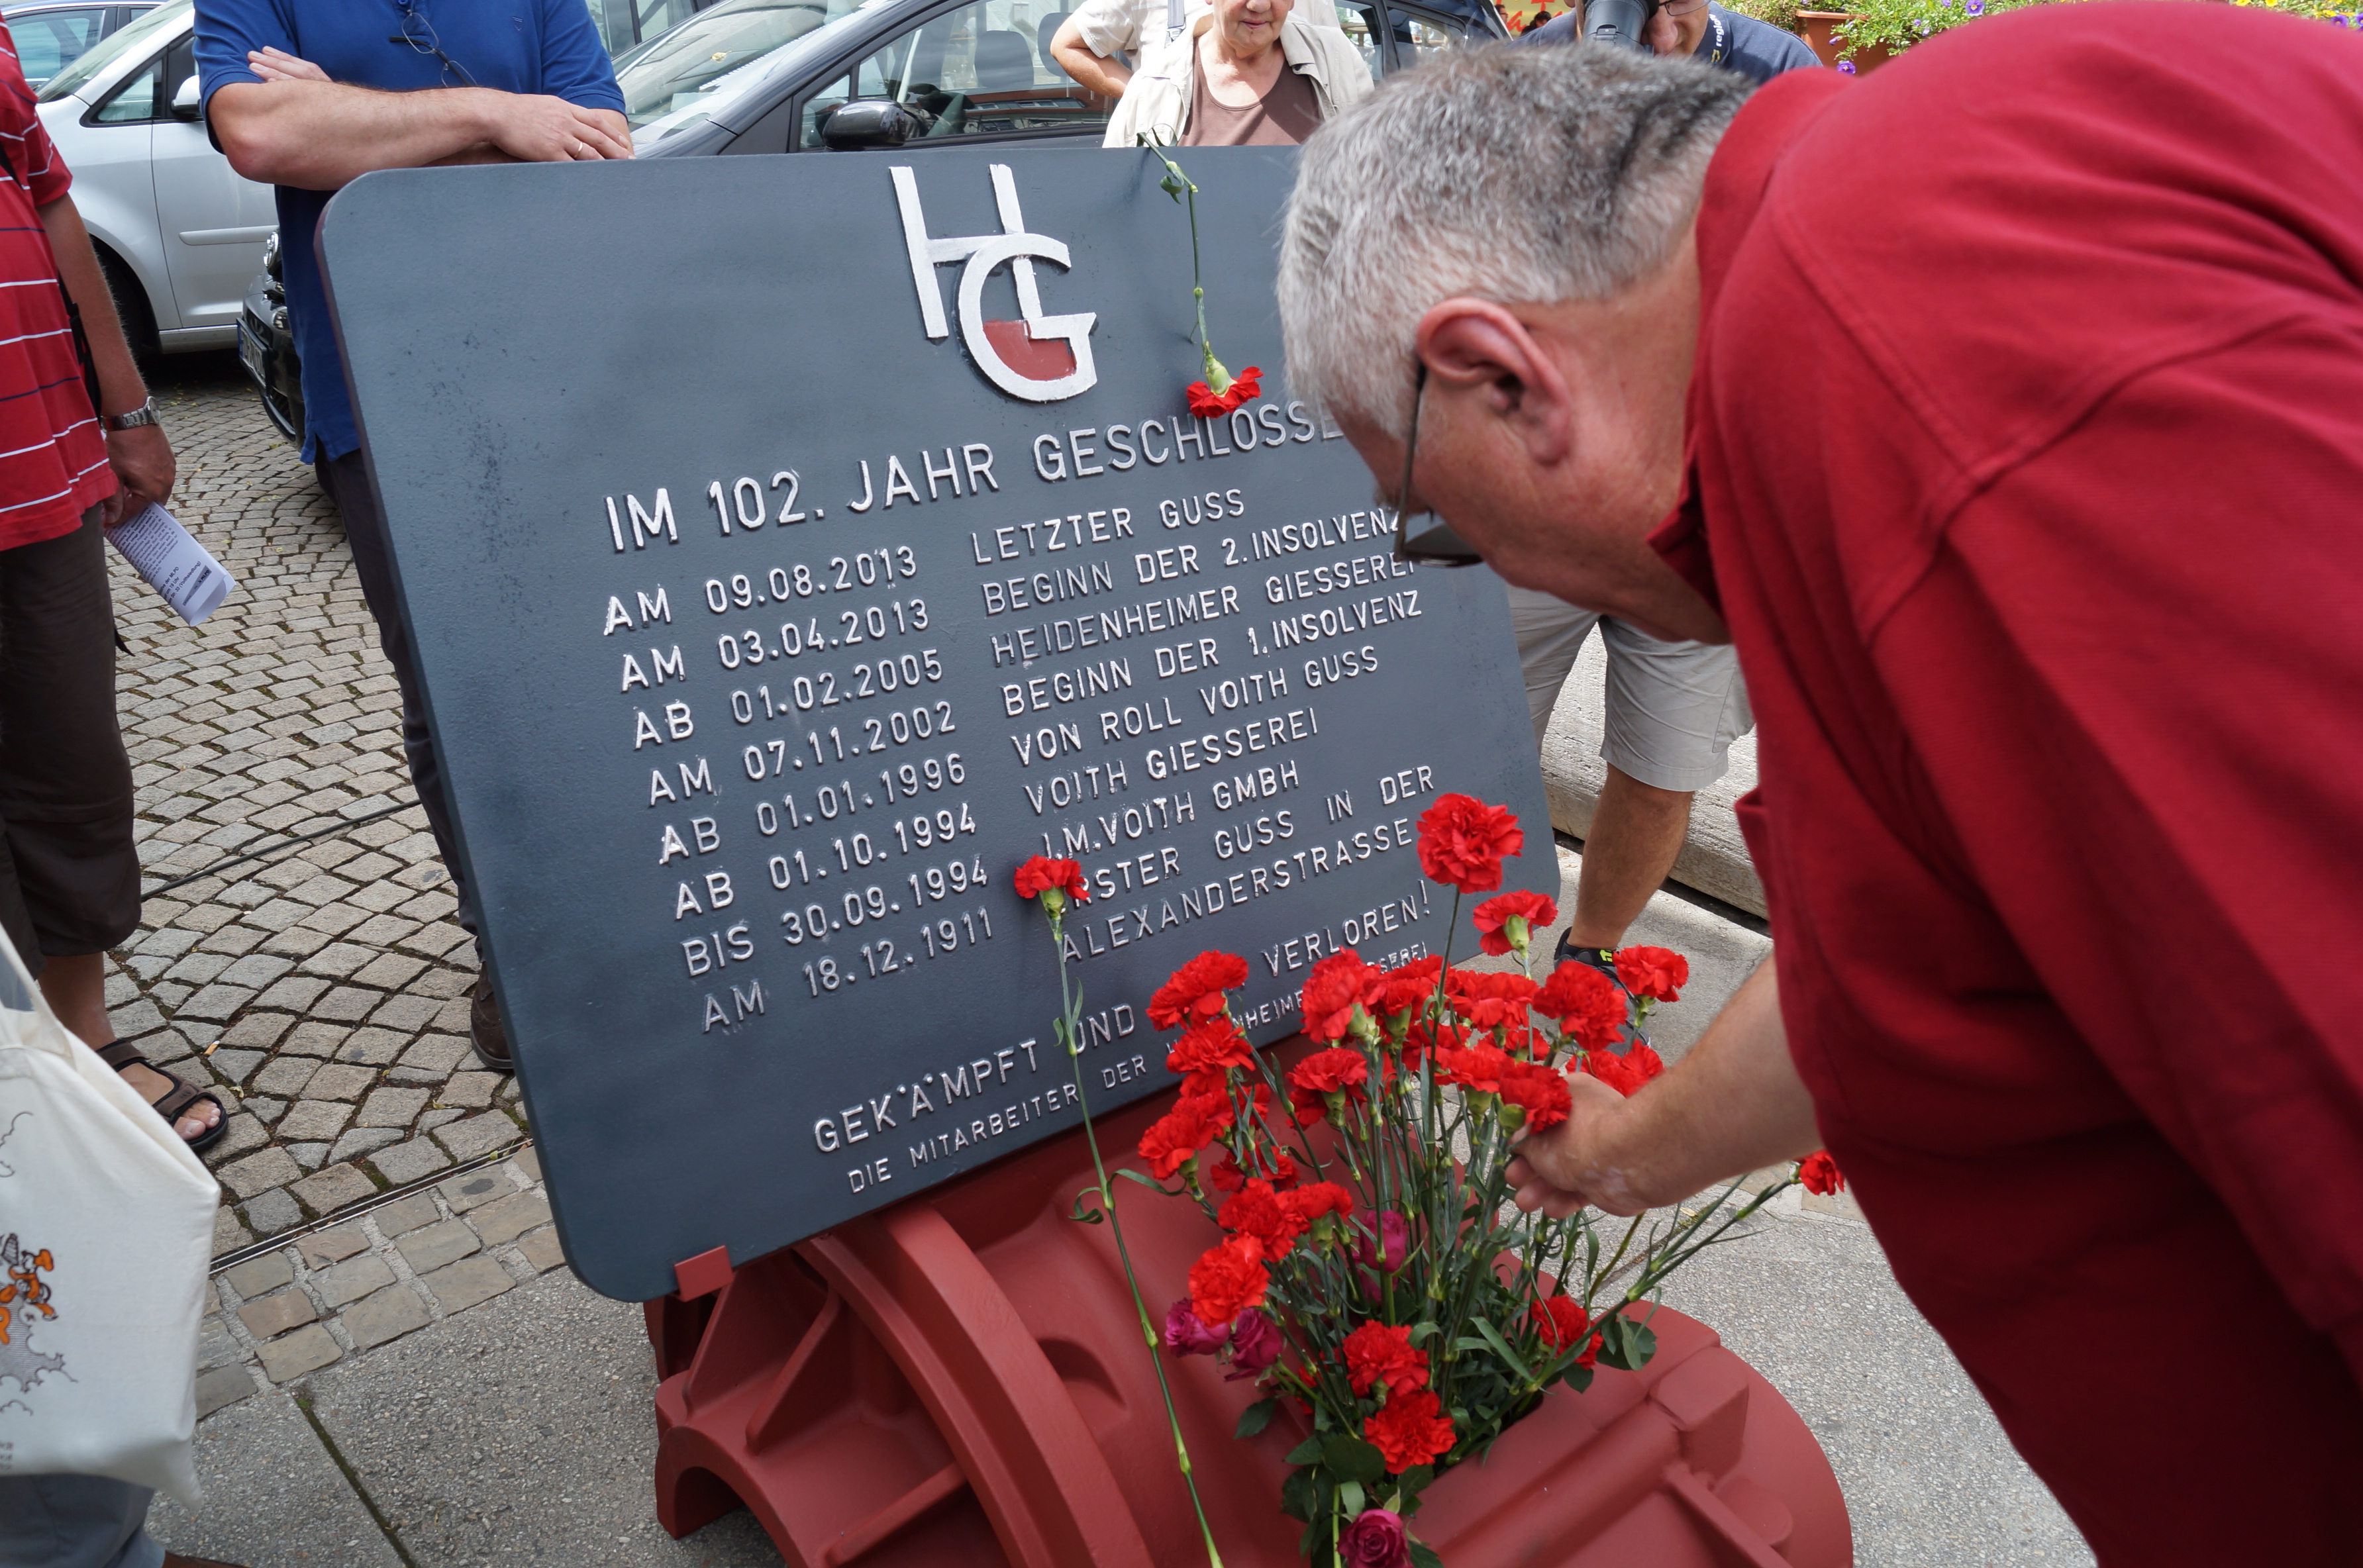 HG
IM 102. JAHR GESCHLOSSE
AM 09.08.2013 LETZTER GUSS
AM 03.04.2013 BEGINN DER 2.INSOLVENZ
AB 01.02.2005 HEIDENHEIMER GIESSEREI
AM 07.11.2002 BEGINN DER 1.INSOLVENZ
AB 01.01.1996 VON ROLL VOITH GUSS
AB 01.10.1994 VOITH GIESSEREI
BIS 30.09.1994 J.M.VOITH GMBH
AM 18.12.1911 ERSTER GUSS IN DER
ALEXANDERSTRASSE
GEKÄMPFT UND VERLOREN!
DIE MITARBEITER DER